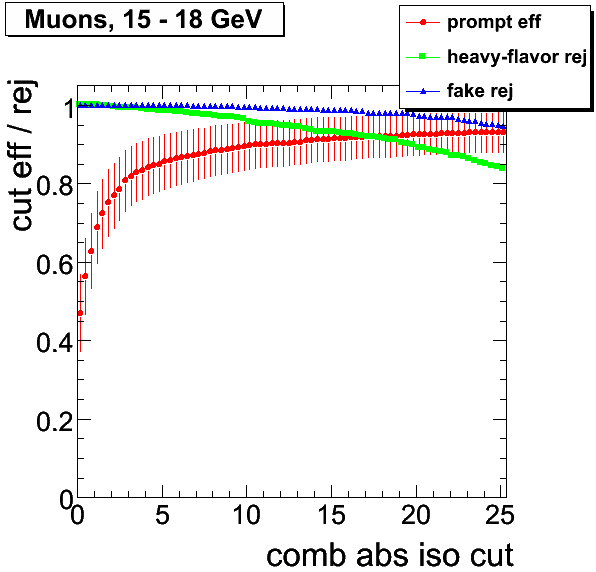 Muons, 15 - 18 GeV
prompt eff
heavy-flavor rej
fake rej
cut eff / rej
1
0.8
0.6
0.4
0.2
0
0 5 10 15 20 25
comb abs iso cut